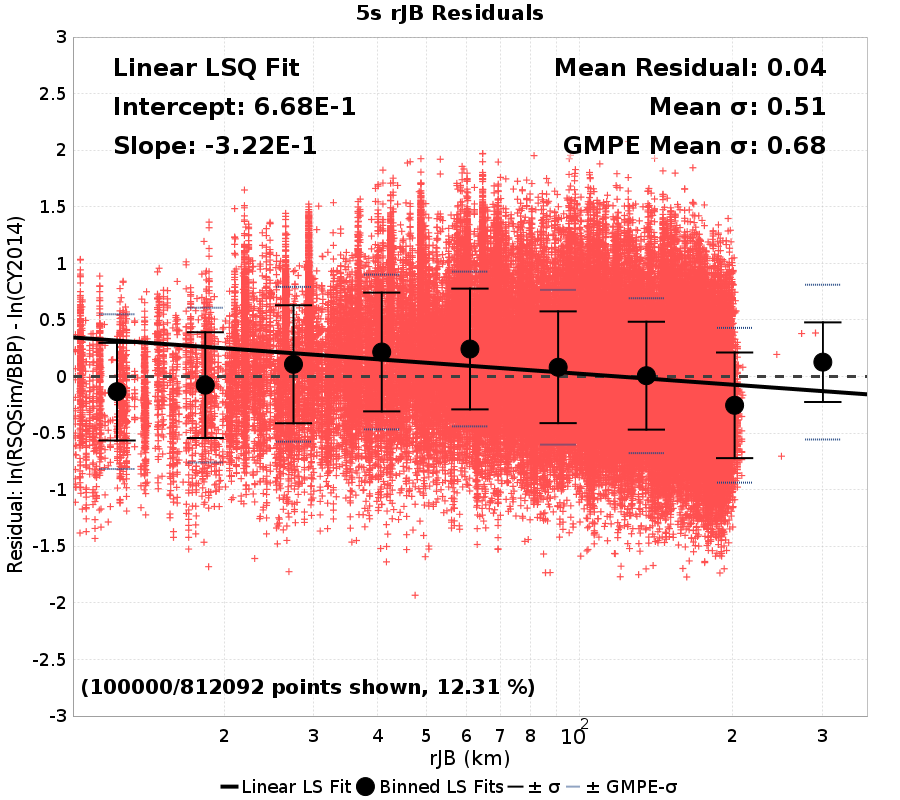 5s rJB Residuals
Linear LSQ Fit
Intercept: 6.68E-1
Slope: -3.22E-1
Mean Residual: 0.04
Mean σ: 0.51
GMPE Mean σ: 0.68
Residual: ln(RSQSim/BBP) - ln(CY2014)
3
2.5
2
1.5
1
0.5
0
-0.5
-1
-1.5
-2
-2.5
-3
(100000/812092 points shown, 12.31 %)
2 3 4 5 6 7 8 10^2 2 3
rJB (km)
Linear LS Fit Binned LS Fits ± σ ± GMPE-σ